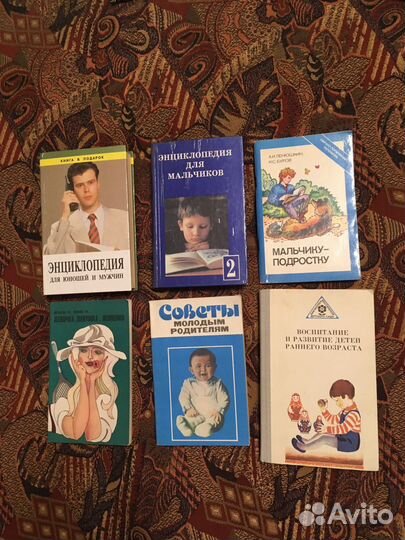 КНИГА В ПОДАРОК
ЭНЦИКЛОПЕДИЯ
ДЛЯ ЮНОШЕЙ И МУЖЧИН
ЭНЦИКЛОПЕДИЯ
ДЛЯ
МАЛЬЧИКОВ
2
И.С. БУРОВ
МАЛЬЧИКУ–
ПОДРОСТКУ
Советы
МОЛОДЫМ
РОДИТЕЛЯМ
ВОСПИТАНИЕ
И РАЗВИТИЕ ДЕТЕЙ
РАННЕГО ВОЗРАСТА
Avito